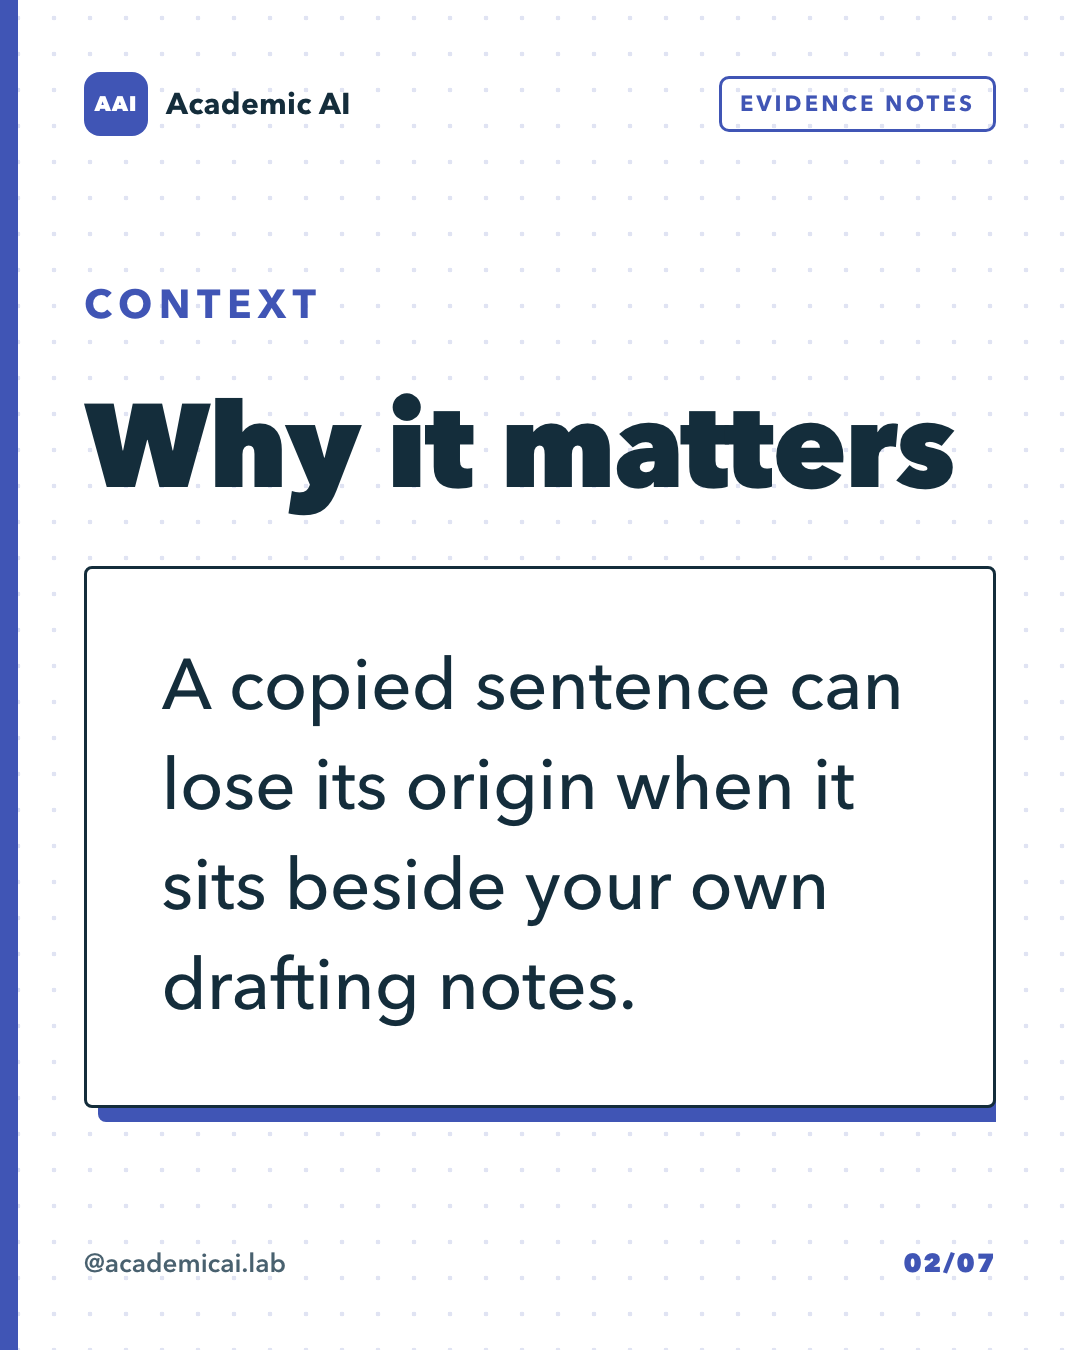 AAI
Academic AI
EVIDENCE NOTES
CONTEXT
Why it matters
A copied sentence can
lose its origin when it
sits beside your own
drafting notes.
@academicai.lab
02/07